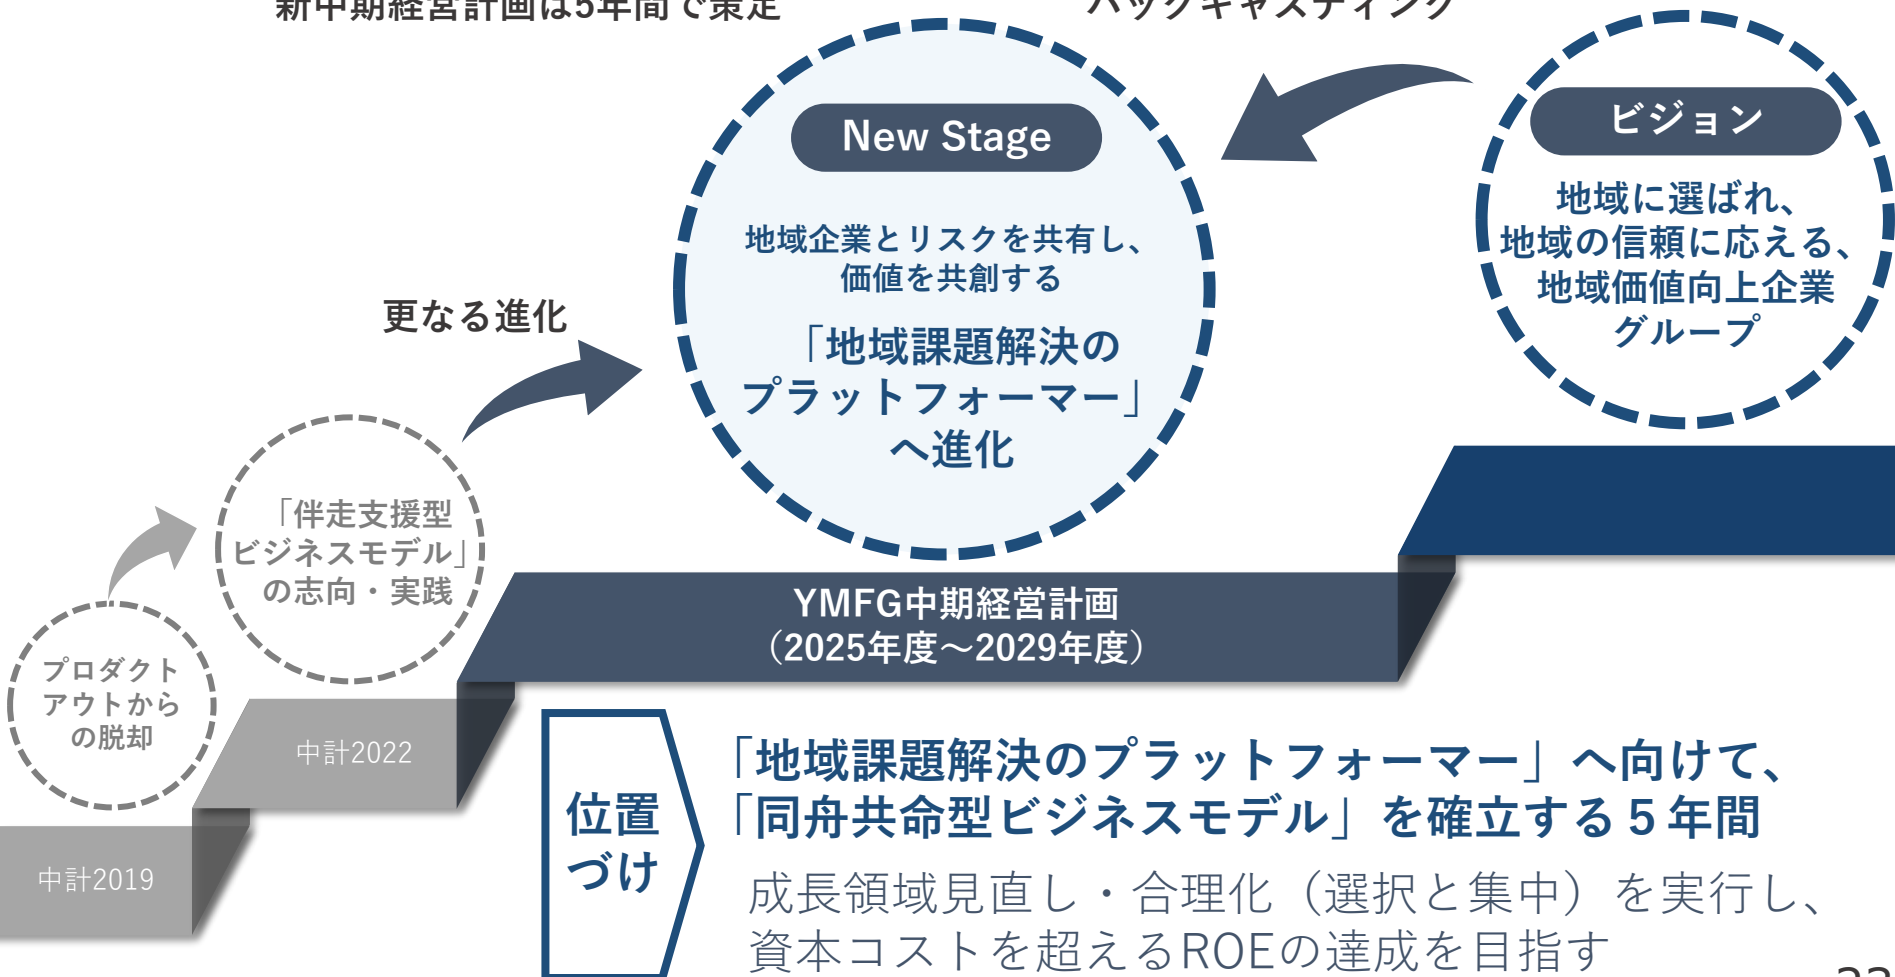 新中期経営計画は5年間で策定
バックキャスティング
New Stage
地域企業とリスクを共有し、
価値を共創する
「地域課題解決の
プラットフォーマー」
へ進化
ビジョン
地域に選ばれ、
地域の信頼に応える、
地域価値向上企業
グループ
更なる進化
「伴走支援型
ビジネスモデル」
の志向・実践
プロダクト
アウトから
の脱却
YMFG中期経営計画
（2025年度～2029年度）
中計2022
中計2019
位置
づけ
「地域課題解決のプラットフォーマー」へ向けて、
「同舟共命型ビジネスモデル」を確立する５年間
成長領域見直し・合理化（選択と集中）を実行し、
資本コストを超えるROEの達成を目指す